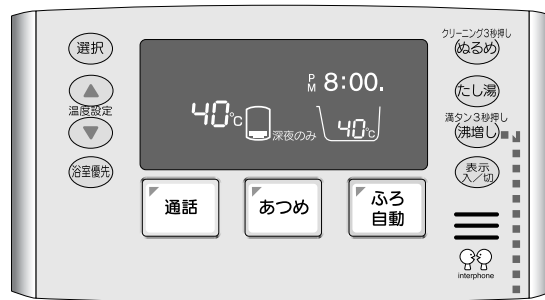 選択
温度設定
浴室優先
PM 8:00.
40℃
深夜のみ
40℃
クリーニング3秒押し
ぬるめ
たし湯
満タン3秒押し
沸増し
表示
入／切
通話
あつめ
ふろ
自動
interphone